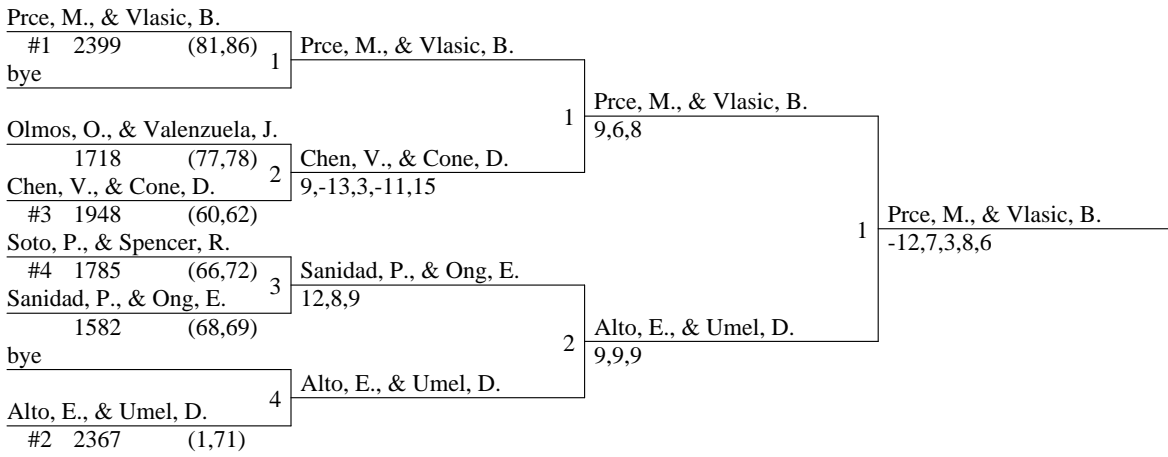 Prce, M., & Vlasic, B.
#1 2399 (81,86)
1
Prce, M., & Vlasic, B.
bye
1
Prce, M., & Vlasic, B.
9,6,8
Olmos, O., & Valenzuela, J.
1718 (77,78)
2
Chen, V., & Cone, D.
9,-13,3,-11,15
Chen, V., & Cone, D.
#3 1948 (60,62)
1
Prce, M., & Vlasic, B.
-12,7,3,8,6
Soto, P., & Spencer, R.
#4 1785 (66,72)
3
Sanidad, P., & Ong, E.
12,8,9
Sanidad, P., & Ong, E.
1582 (68,69)
2
Alto, E., & Umel, D.
9,9,9
bye
4
Alto, E., & Umel, D.
Alto, E., & Umel, D.
#2 2367 (1,71)